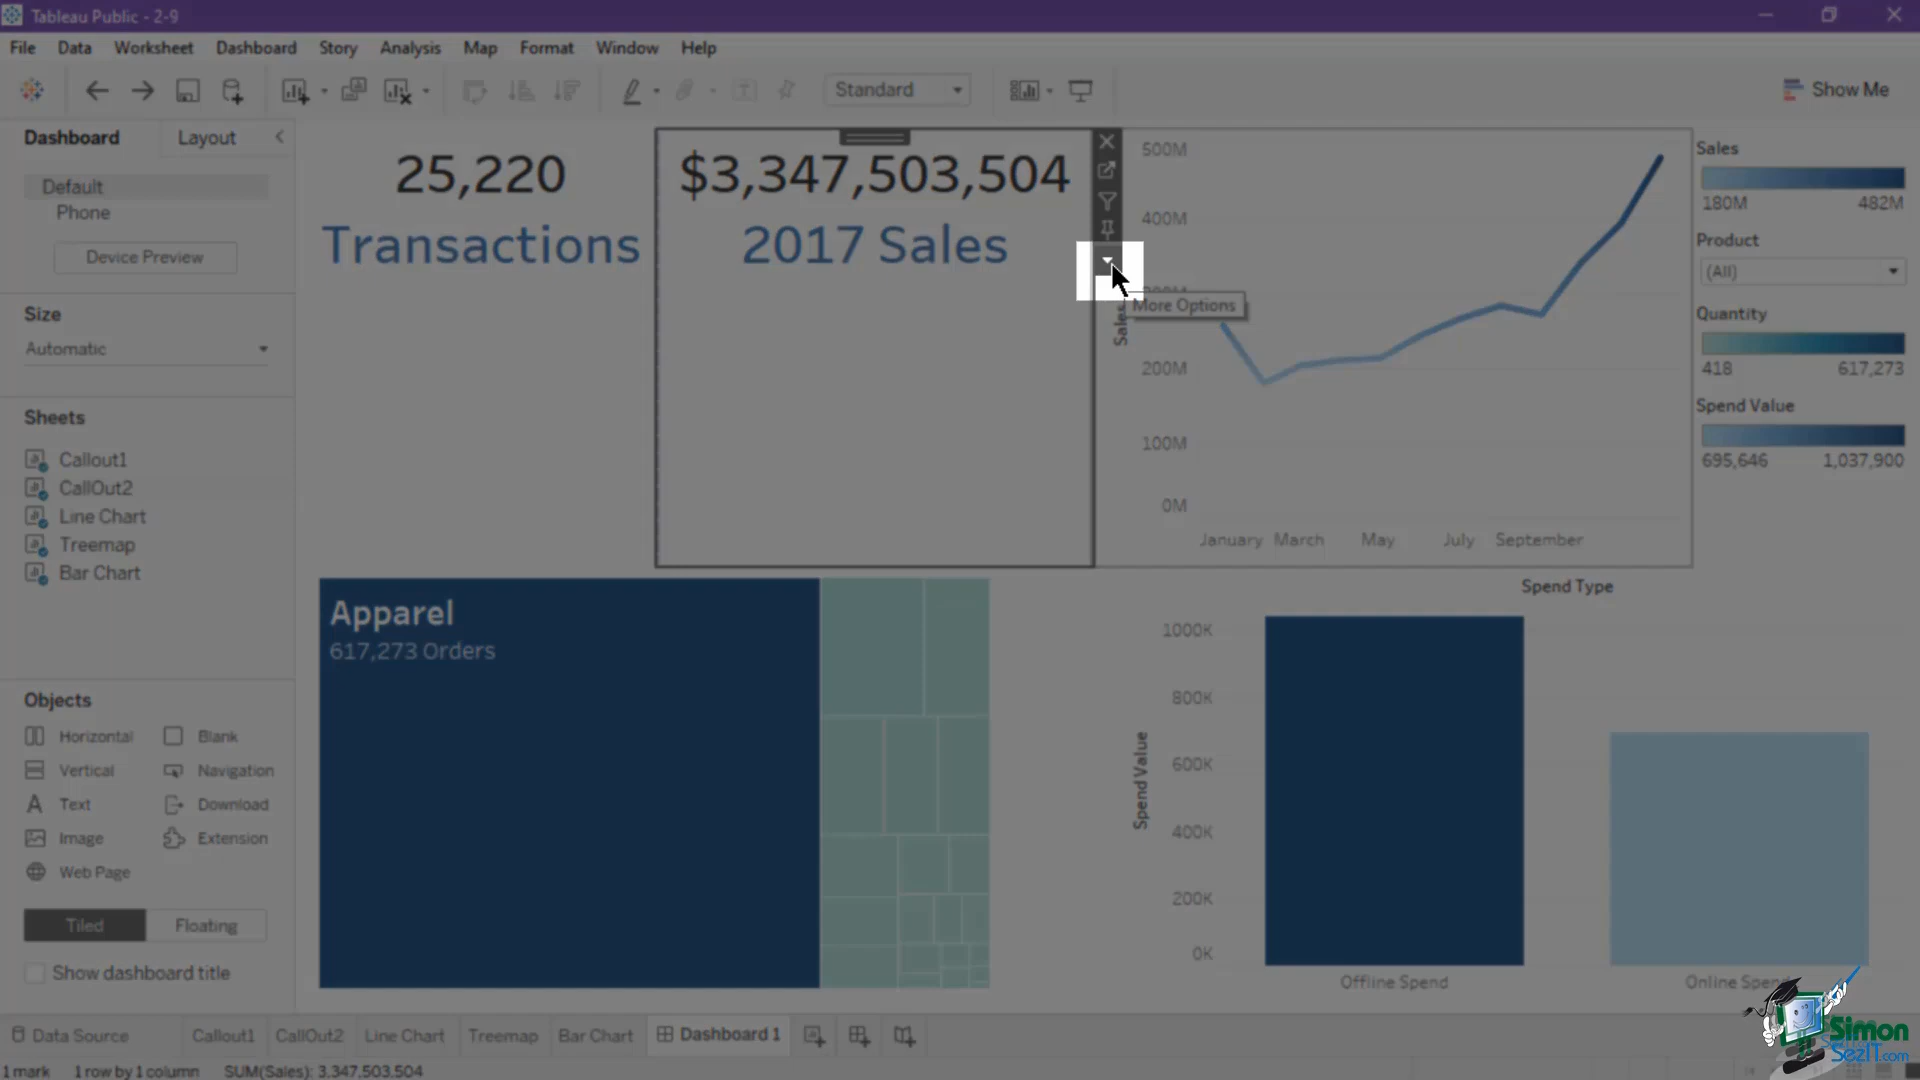 Tableau Public - 2-9
File Data Worksheet Dashboard Story Analysis Map Format Window Help
Standard
Show Me
Dashboard Layout
Default
Phone
Device Preview
Size
Automatic
Sheets
Callout1
CallOut2
Line Chart
Treemap
Bar Chart
Objects
Horizontal Blank
Vertical Navigation
Text Download
Image Extension
Web Page
Tiled Floating
Show dashboard title
25,220
Transactions
$3,347,503,504
2017 Sales
More Options
500M
400M
200M
100M
0M
Sales
January March May July September
Sales
180M 482M
Product
(All)
Quantity
418 617,273
Spend Value
695,646 1,037,900
Apparel
617,273 Orders
Spend Type
1000K
800K
600K
400K
200K
0K
Spend Value
Offline Spend Online Spend
Data Source Callout1 CallOut2 Line Chart Treemap Bar Chart Dashboard 1
1 mark 1 row by 1 column SUM(Sales): 3,347,503,504
Simon
SezIT.com